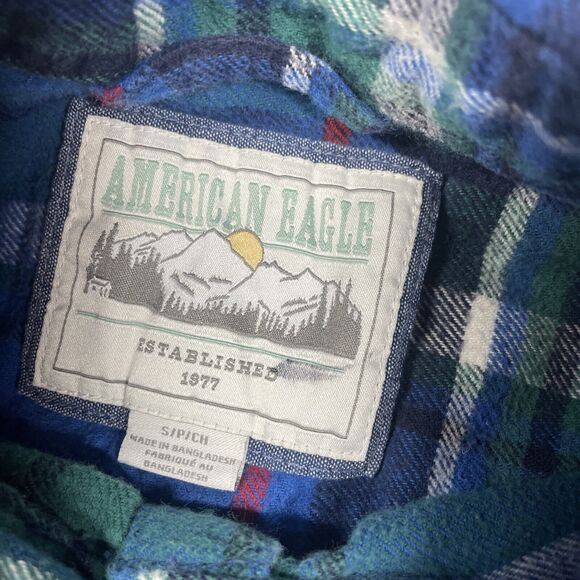 AMERICAN EAGLE
ESTABLISHED
1977
S/P/CH
MADE IN BANGLADESH
FABRIQUÉ AU
BANGLADESH